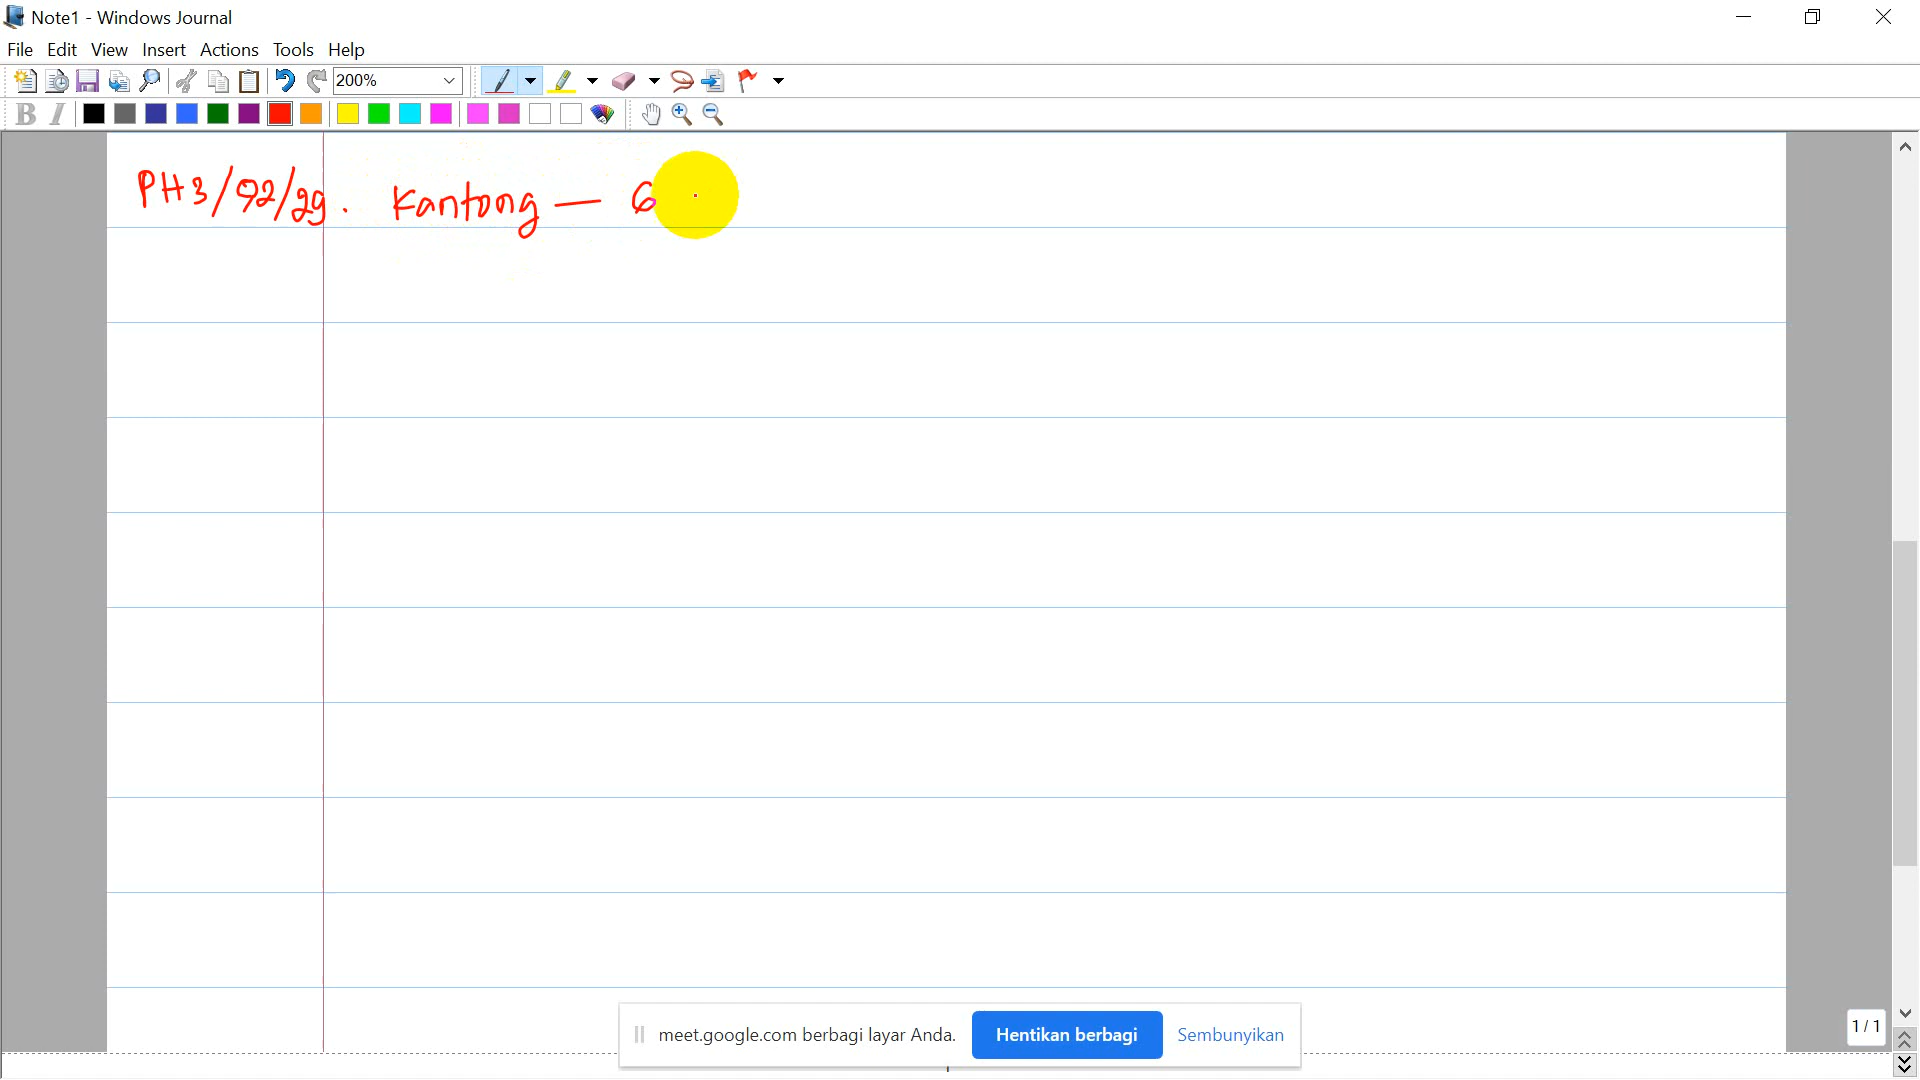 Note1 - Windows Journal
File Edit View Insert Actions Tools Help
200%
B I
PH3/92/29. Kantong — 6
meet.google.com berbagi layar Anda. Hentikan berbagi Sembunyikan
1 / 1